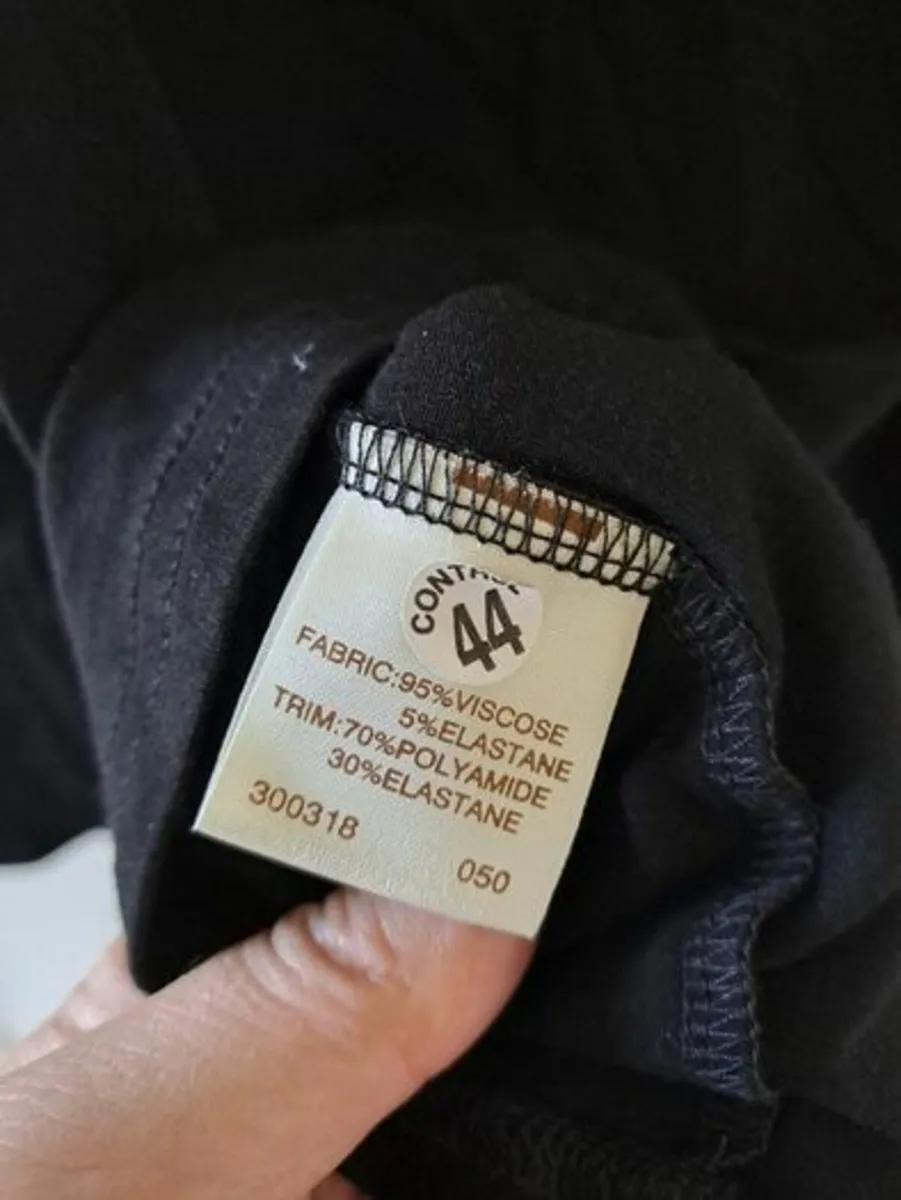 44
FABRIC:95%VISCOSE
5%ELASTANE
TRIM:70%POLYAMIDE
30%ELASTANE
300318
050